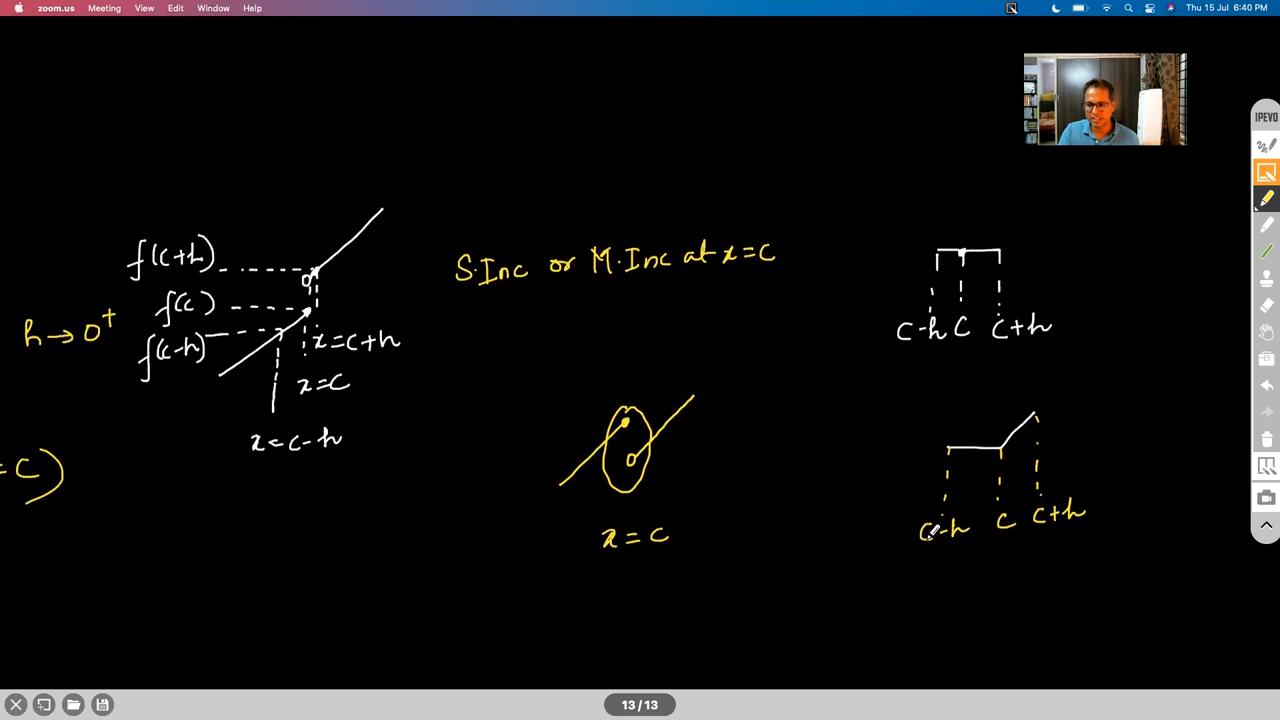 zoom.us Meeting View Edit Window Help Thu 15 Jul 6:40 PM
IPEVO
f(c+h)
f(c)
f(c-h)
h→0⁺
x=c+h
x=c
x=c-h
=c)
S.Inc or M.Inc at x=c
x=c
c-h c c+h
c-h c c+h
13/13